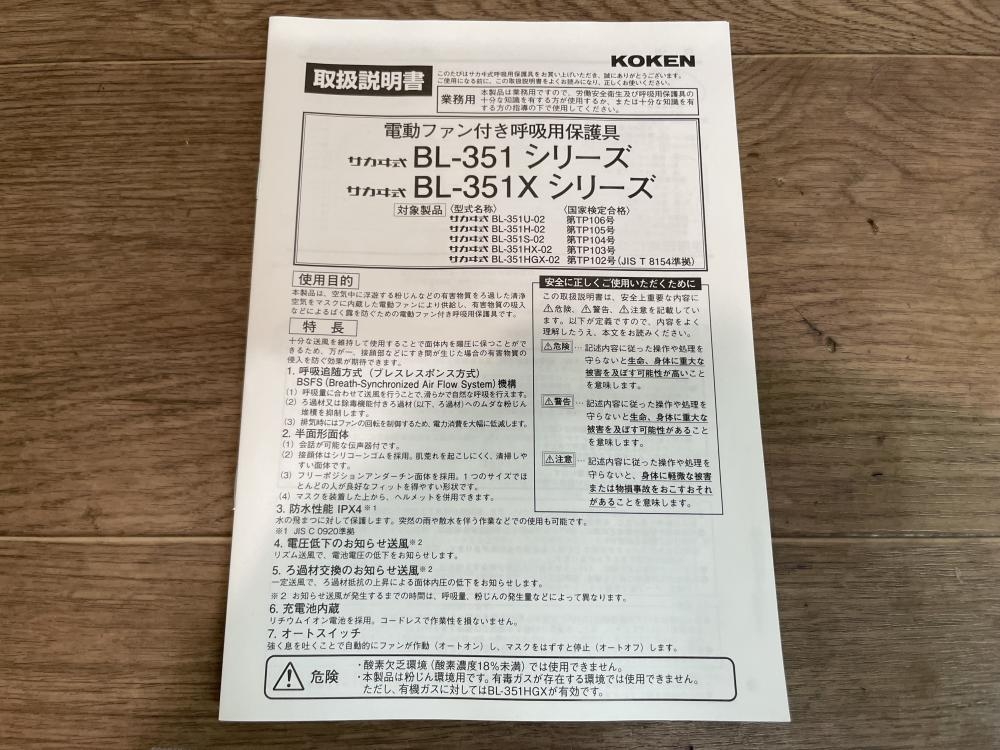 KOKEN
取扱説明書
このたびはサカヰ式呼吸用保護具をお買い上げいただき、誠にありがとうございます。
ご使用になる前に、この取扱説明書をよくお読みになり、正しくお使いください。
業務用
本製品は業務用ですので、労働安全衛生及び呼吸用保護具の
十分な知識を有する方が使用するか、または十分な知識を有
する方の指導の下で使用してください。
電動ファン付き呼吸用保護具
サカヰ式 BL-351 シリーズ
サカヰ式 BL-351X シリーズ
対象製品 〈型式名称〉 〈国家検定合格〉
サカヰ式 BL-351U-02 第TP106号
サカヰ式 BL-351H-02 第TP105号
サカヰ式 BL-351S-02 第TP104号
サカヰ式 BL-351HX-02 第TP103号
サカヰ式 BL-351HGX-02 第TP102号(JIS T 8154準拠)
使用目的
本製品は、空気中に浮遊する粉じんなどの有害物質をろ過した清浄
空気をマスクに内蔵した電動ファンにより供給し、有害物質の吸入
などによるばく露を防ぐための電動ファン付き呼吸用保護具です。
特 長
十分な送風を維持して使用することで面体内を陽圧に保つことがで
きるため、万が一、接顔部などにすき間が生じた場合の有害物質の
侵入を防ぐ効果が期待できます。
1. 呼吸追随方式（ブレスレスポンス方式）
BSFS(Breath-Synchronized Air Flow System)機構
(1) 呼吸量に合わせて送風を行うことで、滑らかで自然な呼吸を行えます。
(2) ろ過材又は除毒機能付きろ過材(以下、ろ過材)へのムダな粉じん
堆積を抑制します。
(3) 排気時にはファンの回転を制御するため、電力消費を大幅に低減します。
2. 半面形面体
(1) 会話が可能な伝声器付です。
(2) 接顔体はシリコーンゴムを採用。肌荒れを起こしにくく、清掃しや
すい面体です。
(3) フリーポジションアンダーチン面体を採用。1つのサイズでほ
とんどの人が良好なフィットを得やすい形状です。
(4) マスクを装着した上から、ヘルメットを併用できます。
3. 防水性能 IPX4※1
水の飛まつに対して保護します。突然の雨や散水を伴う作業などでの使用も可能です。
※1 JIS C 0920準拠
4. 電圧低下のお知らせ送風※2
リズム送風で、電池電圧の低下をお知らせします。
5. ろ過材交換のお知らせ送風※2
一定送風で、ろ過材抵抗の上昇による面体内圧の低下をお知らせします。
※2 お知らせ送風が発生するまでの時間は、呼吸量、粉じんの発生量などによって異なります。
6. 充電池内蔵
リチウムイオン電池を採用。コードレスで作業性を損ないません。
7. オートスイッチ
強く息を吐くことで自動的にファンが作動（オートオン）し、マスクをはずすと停止（オートオフ）します。
安全に正しくご使用いただくために
この取扱説明書は、安全上重要な内容に
⚠危険、⚠警告、⚠注意を記載してい
ます。以下が定義ですので、内容をよく
理解したうえ、本文をお読みください。
⚠危険 … 記述内容に従った操作や処理を
守らないと生命、身体に重大な
被害を及ぼす可能性が高いこと
を意味します。
⚠警告 … 記述内容に従った操作や処理を
守らないと生命、身体に重大な
被害を及ぼす可能性があること
を意味します。
⚠注意 … 記述内容に従った操作や処理を
守らないと、身体に軽微な被害
または物損事故をおこすおそれ
があることを意味します。
⚠ 危険
・酸素欠乏環境（酸素濃度18%未満）では使用できません。
・本製品は粉じん環境用です。有毒ガスが存在する環境では使用できません。
ただし、有機ガスに対してはBL-351HGXが有効です。